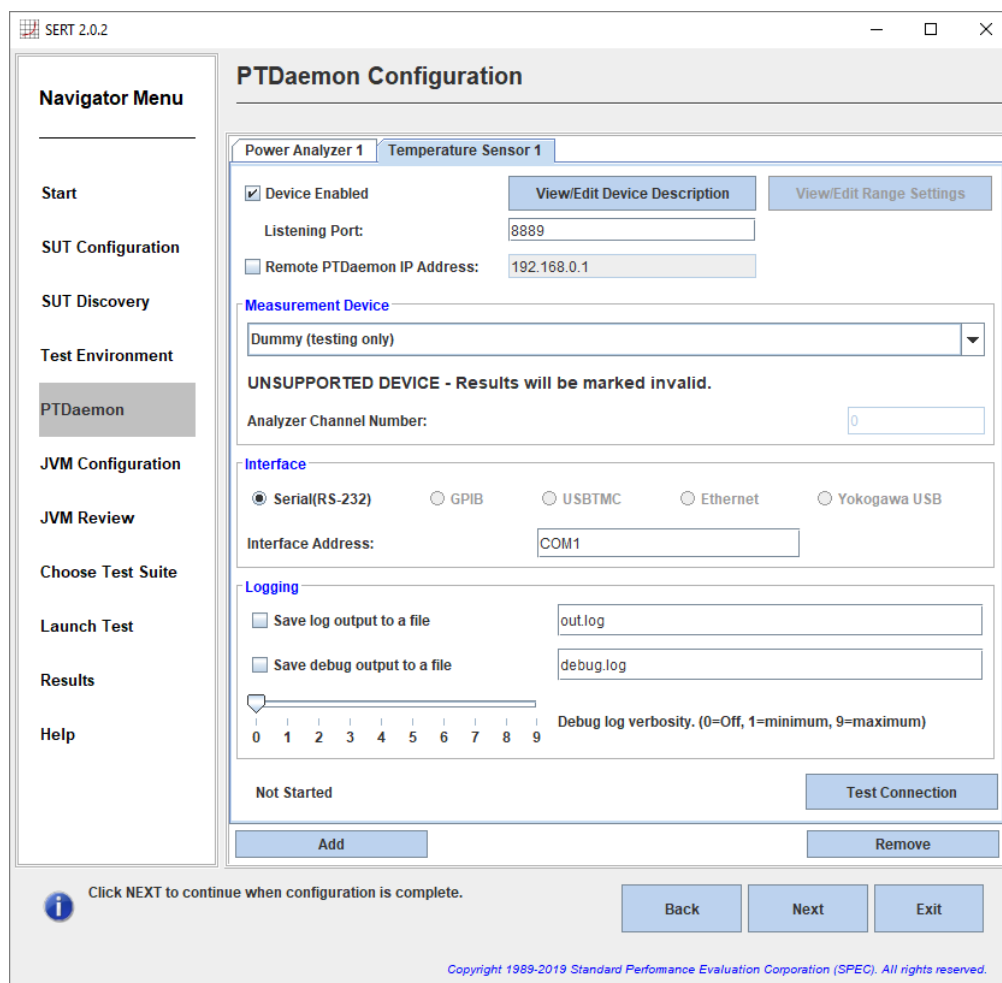 SERT 2.0.2
Navigator Menu
Start
SUT Configuration
SUT Discovery
Test Environment
PTDaemon
JVM Configuration
JVM Review
Choose Test Suite
Launch Test
Results
Help
PTDaemon Configuration
Power Analyzer 1 Temperature Sensor 1
Device Enabled View/Edit Device Description View/Edit Range Settings
Listening Port: 8889
Remote PTDaemon IP Address: 192.168.0.1
Measurement Device
Dummy (testing only)
UNSUPPORTED DEVICE - Results will be marked invalid.
Analyzer Channel Number: 0
Interface
Serial(RS-232) GPIB USBTMC Ethernet Yokogawa USB
Interface Address: COM1
Logging
Save log output to a file out.log
Save debug output to a file debug.log
0 1 2 3 4 5 6 7 8 9 Debug log verbosity. (0=Off, 1=minimum, 9=maximum)
Not Started Test Connection
Add Remove
Click NEXT to continue when configuration is complete.
Back Next Exit
Copyright 1989-2019 Standard Performance Evaluation Corporation (SPEC). All rights reserved.